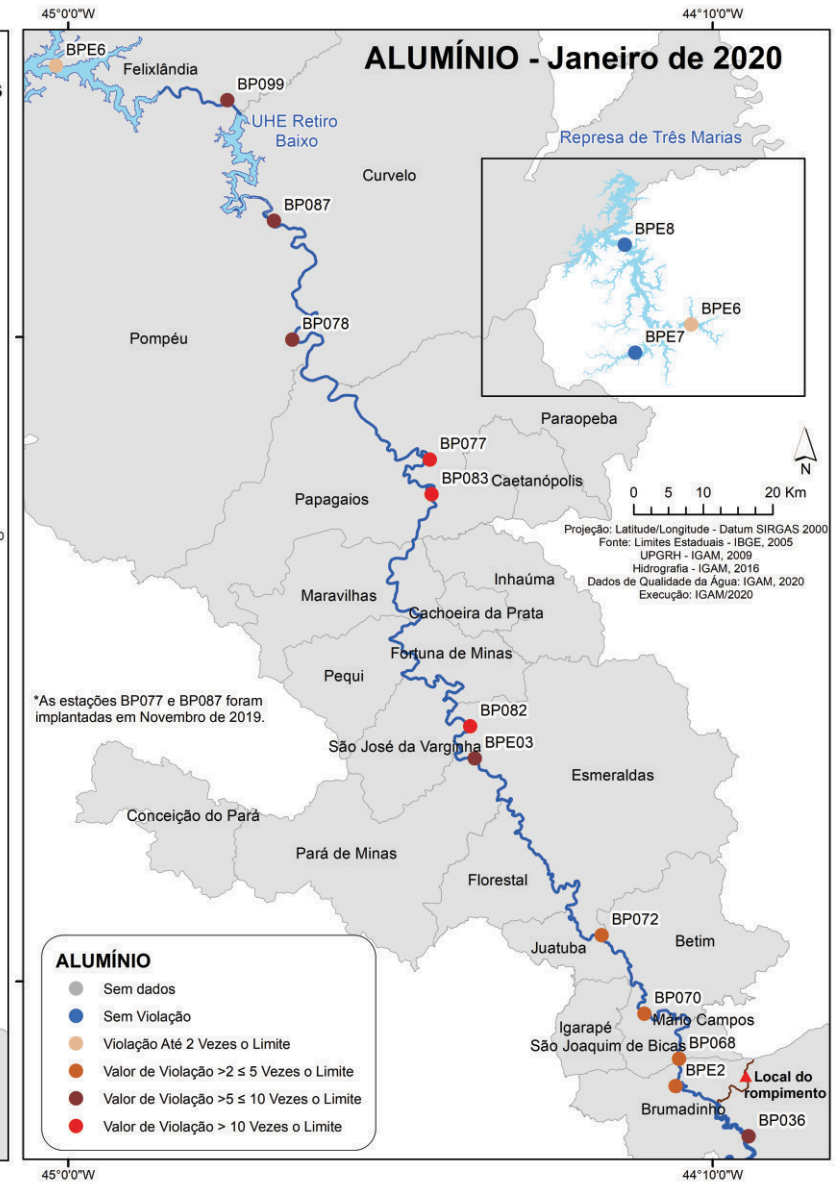 45°0'0"W
44°10'0"W
ALUMÍNIO - Janeiro de 2020
BPE6
Felixlândia
BP099
UHE Retiro
Baixo
Represa de Três Marias
Curvelo
BP087
BPE8
BPE6
BPE7
BP078
Pompéu
Paraopeba
BP077
BP083
Caetanópolis
Papagaios
N
0 5 10 20 Km
Projeção: Latitude/Longitude - Datum SIRGAS 2000
Fonte: Limites Estaduais - IBGE, 2005
UPGRH - IGAM, 2009
Hidrografia - IGAM, 2016
Dados de Qualidade da Água: IGAM, 2020
Execução: IGAM/2020
Inhaúma
Maravilhas
Cachoeira da Prata
Fortuna de Minas
Pequi
*As estações BP077 e BP087 foram
implantadas em Novembro de 2019.
BP082
São José da Varginha
BPE03
Esmeraldas
Conceição do Pará
Pará de Minas
Florestal
BP072
Juatuba
Betim
BP070
Mário Campos
Igarapé
São Joaquim de Bicas
BP068
BPE2
Local do
rompimento
Brumadinho
BP036
ALUMÍNIO
Sem dados
Sem Violação
Violação Até 2 Vezes o Limite
Valor de Violação >2 ≤ 5 Vezes o Limite
Valor de Violação >5 ≤ 10 Vezes o Limite
Valor de Violação > 10 Vezes o Limite
45°0'0"W
44°10'0"W